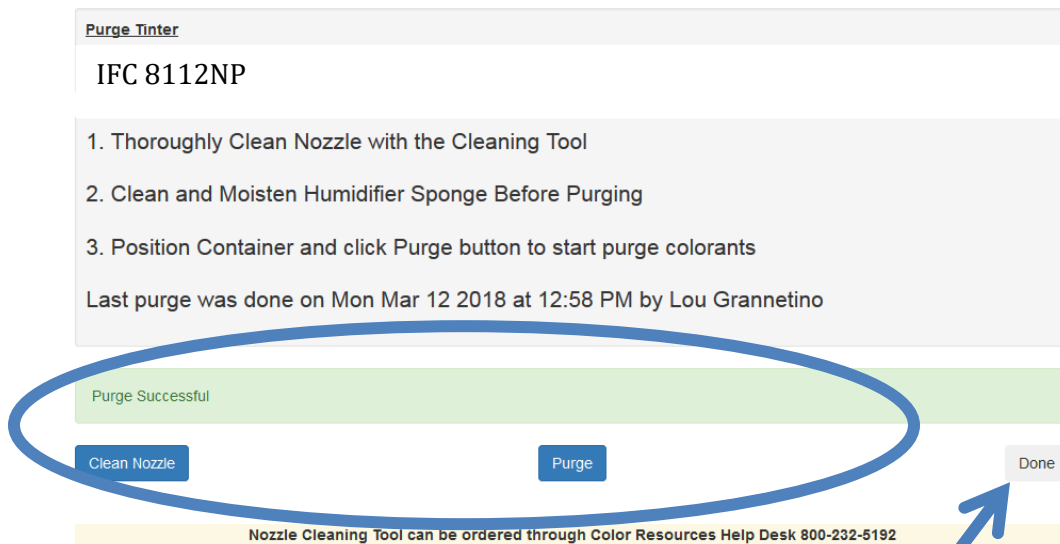 Purge Tinter
IFC 8112NP
1. Thoroughly Clean Nozzle with the Cleaning Tool
2. Clean and Moisten Humidifier Sponge Before Purging
3. Position Container and click Purge button to start purge colorants
Last purge was done on Mon Mar 12 2018 at 12:58 PM by Lou Grannetino
Purge Successful
Clean Nozzle Purge Done
Nozzle Cleaning Tool can be ordered through Color Resources Help Desk 800-232-5192